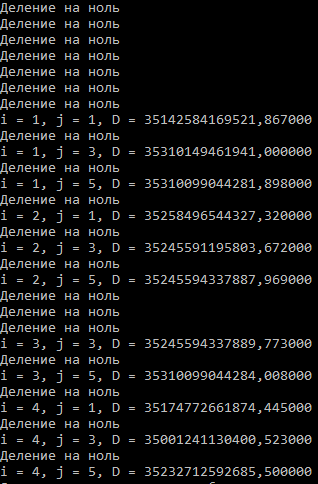 Деление на ноль
Деление на ноль
Деление на ноль
Деление на ноль
Деление на ноль
Деление на ноль
Деление на ноль
i = 1, j = 1, D = 35142584169521,867000
Деление на ноль
i = 1, j = 3, D = 35310149461941,000000
Деление на ноль
i = 1, j = 5, D = 35310099044281,898000
Деление на ноль
i = 2, j = 1, D = 35258496544327,320000
Деление на ноль
i = 2, j = 3, D = 35245591195803,672000
Деление на ноль
i = 2, j = 5, D = 35245594337887,969000
Деление на ноль
Деление на ноль
Деление на ноль
i = 3, j = 3, D = 35245594337889,773000
Деление на ноль
i = 3, j = 5, D = 35310099044284,008000
Деление на ноль
i = 4, j = 1, D = 35174772661874,445000
Деление на ноль
i = 4, j = 3, D = 35001241130400,523000
Деление на ноль
i = 4, j = 5, D = 35232712592685,500000